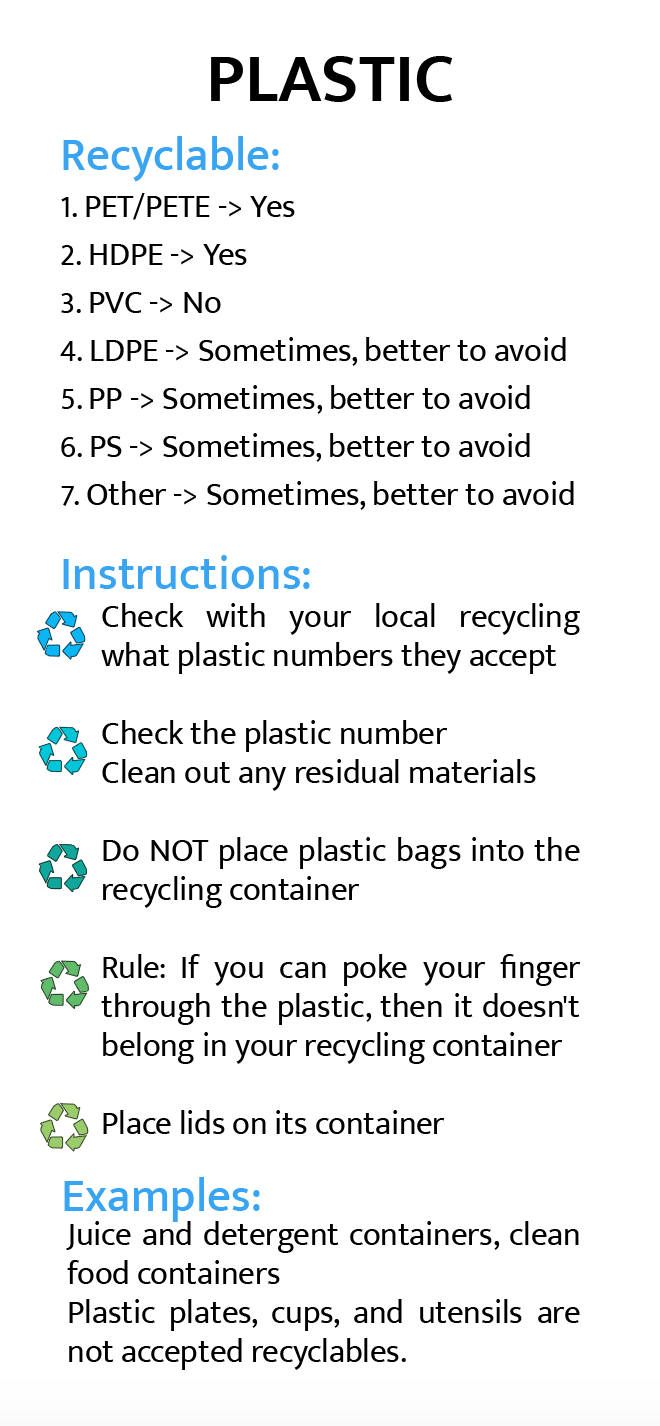 PLASTIC
Recyclable:
1. PET/PETE -> Yes
2. HDPE -> Yes
3. PVC -> No
4. LDPE -> Sometimes, better to avoid
5. PP -> Sometimes, better to avoid
6. PS -> Sometimes, better to avoid
7. Other -> Sometimes, better to avoid
Instructions:
Check with your local recycling
what plastic numbers they accept
Check the plastic number
Clean out any residual materials
Do NOT place plastic bags into the
recycling container
Rule: If you can poke your finger
through the plastic, then it doesn't
belong in your recycling container
Place lids on its container
Examples:
Juice and detergent containers, clean
food containers
Plastic plates, cups, and utensils are
not accepted recyclables.